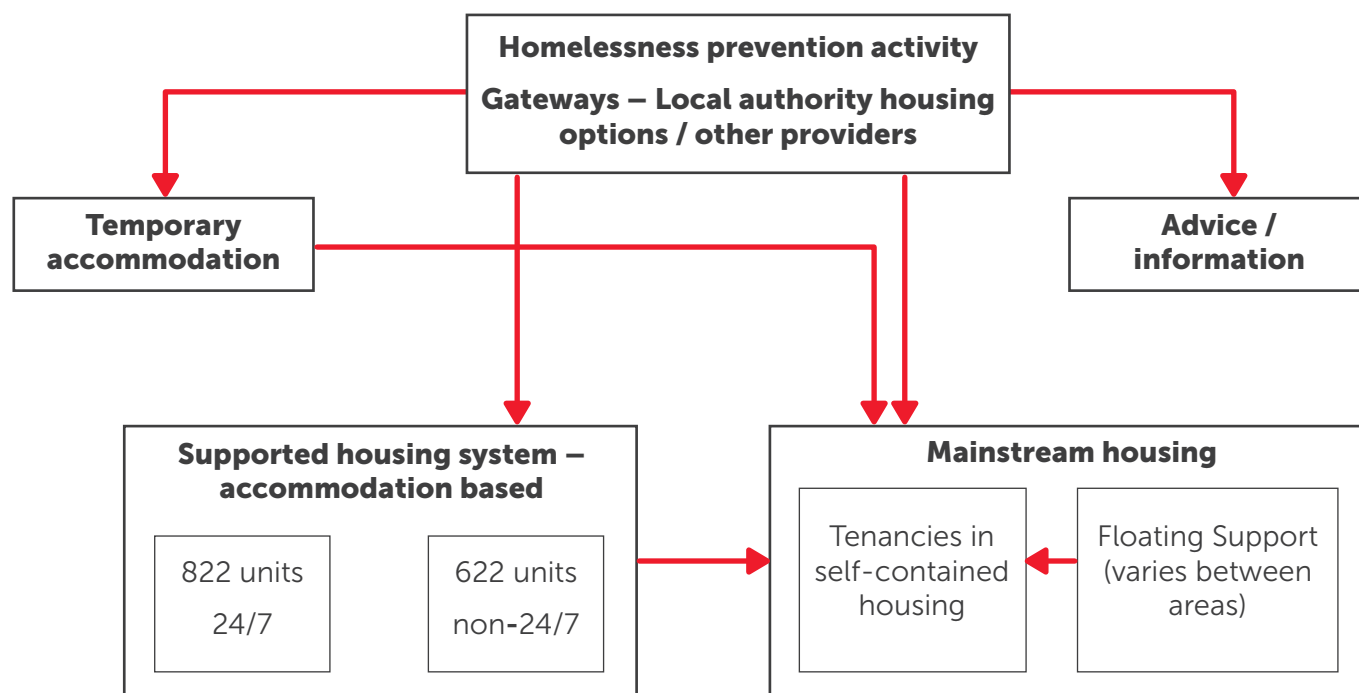 Homelessness prevention activity
Gateways – Local authority housing
options / other providers
Temporary
accommodation
Advice /
information
Supported housing system –
accommodation based
822 units
24/7
622 units
non-24/7
Mainstream housing
Tenancies in
self-contained
housing
Floating Support
(varies between
areas)